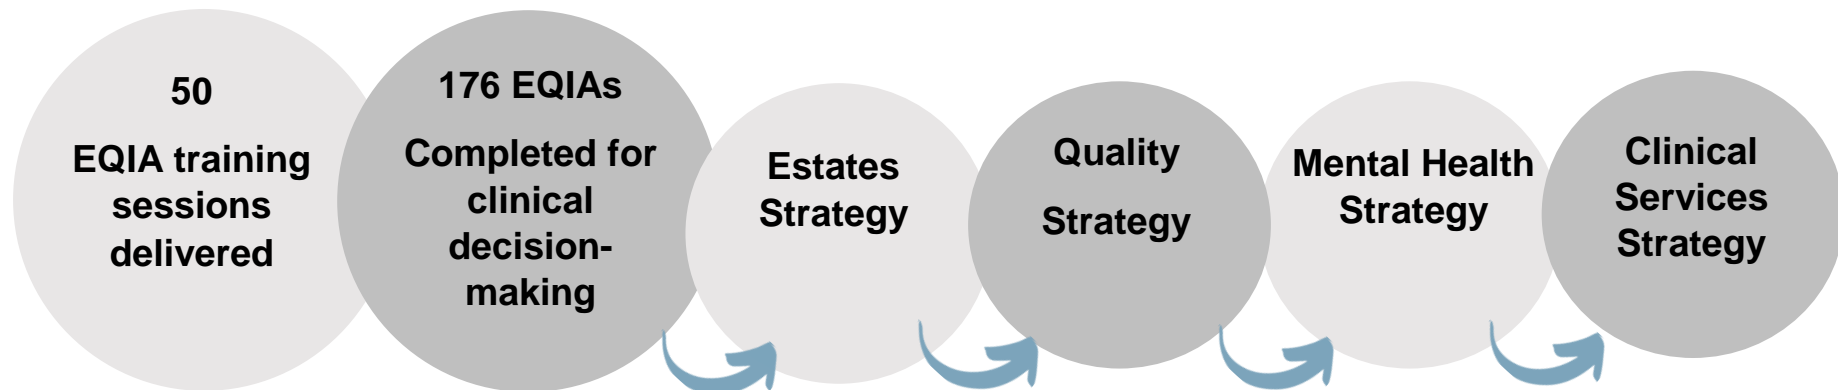 50
EQIA training
sessions
delivered
176 EQIAs
Completed for
clinical
decision-
making
Estates
Strategy
Quality
Strategy
Mental Health
Strategy
Clinical
Services
Strategy